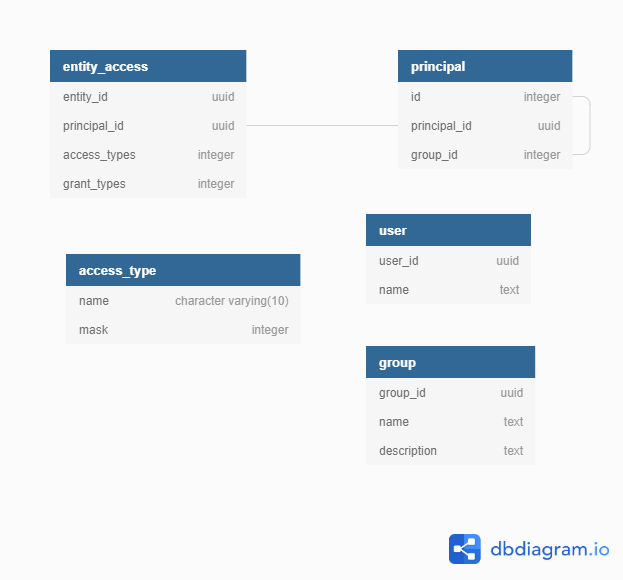 entity_access
entity_id uuid
principal_id uuid
access_types integer
grant_types integer
principal
id integer
principal_id uuid
group_id integer
user
user_id uuid
name text
access_type
name character varying(10)
mask integer
group
group_id uuid
name text
description text
dbdiagram.io